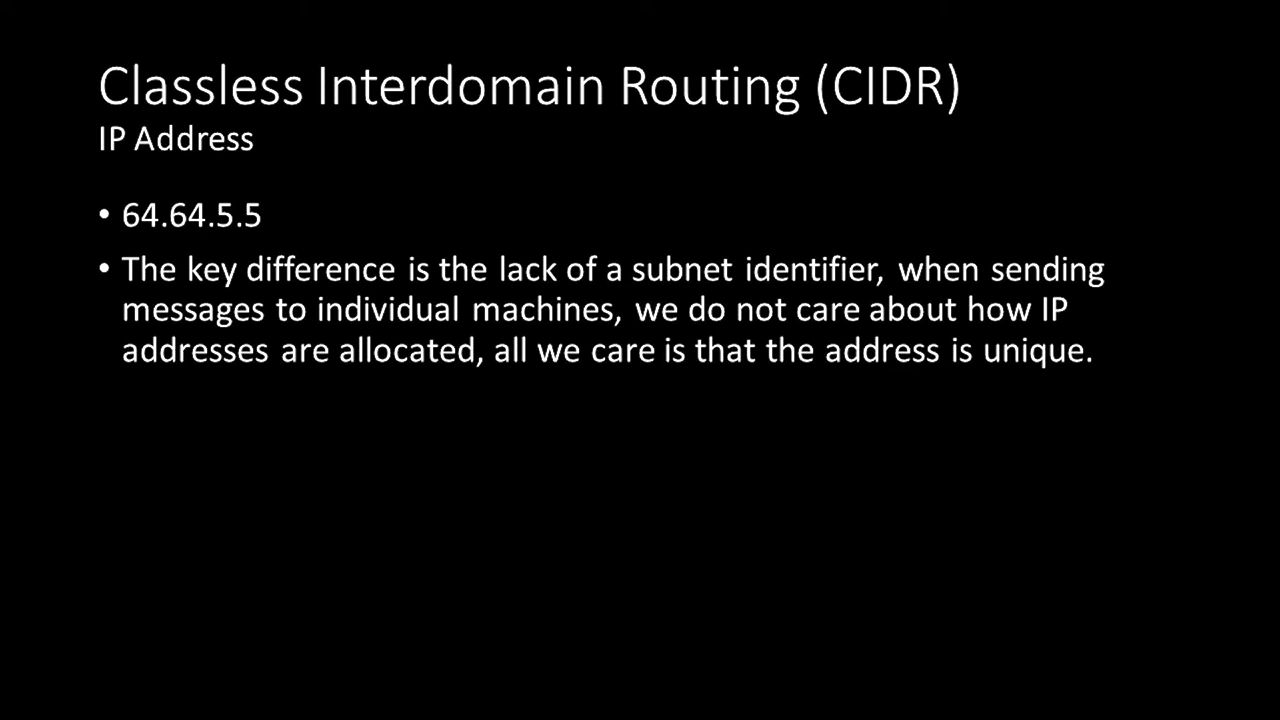 Classless Interdomain Routing (CIDR)
IP Address
• 64.64.5.5
• The key difference is the lack of a subnet identifier, when sending
messages to individual machines, we do not care about how IP
addresses are allocated, all we care is that the address is unique.